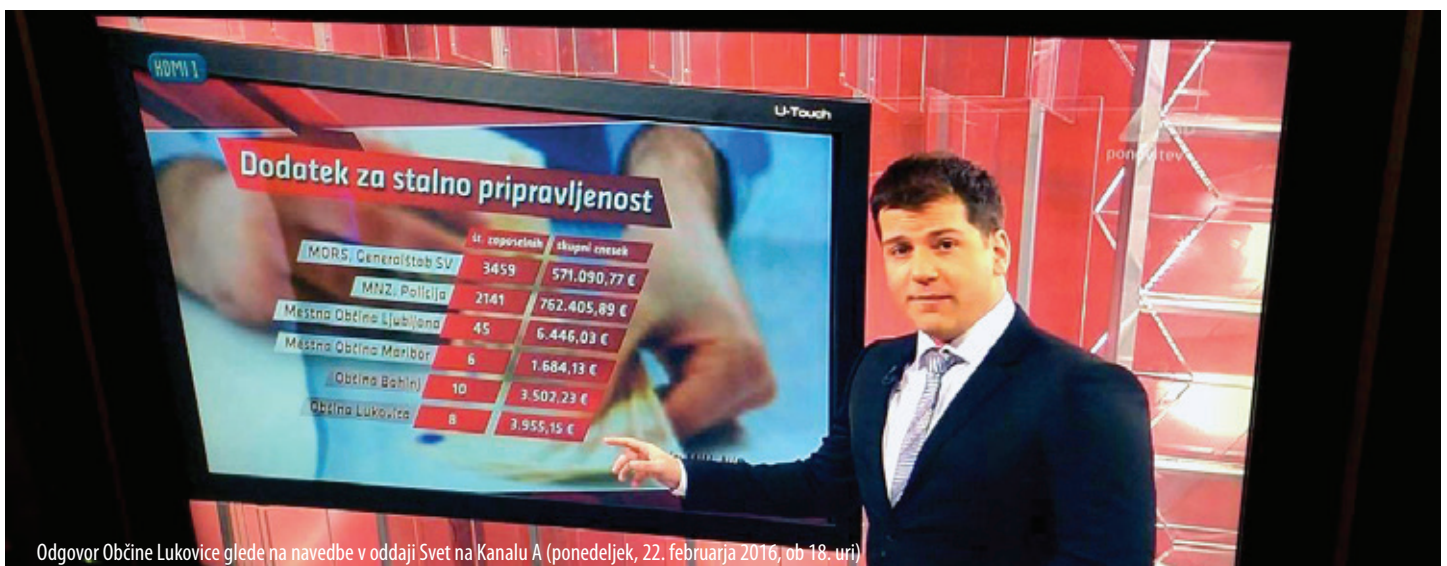 HDMI 1
U-Touch
ponovitev
Dodatek za stalno pripravljenost
št. zaposelnih skupni znesek
MORS, Generalštab SV 3459 571.090,77 €
MNZ, Policija 2141 762.405,89 €
Mestna Občina Ljubljana 45 6.446,03 €
Mestna Občina Maribor 6 1.684,13 €
Občina Bohinj 10 3.502,23 €
Občina Lukovica 8 3.955,15 €
Odgovor Občine Lukovice glede na navedbe v oddaji Svet na Kanalu A (ponedeljek, 22. februarja 2016, ob 18. uri)